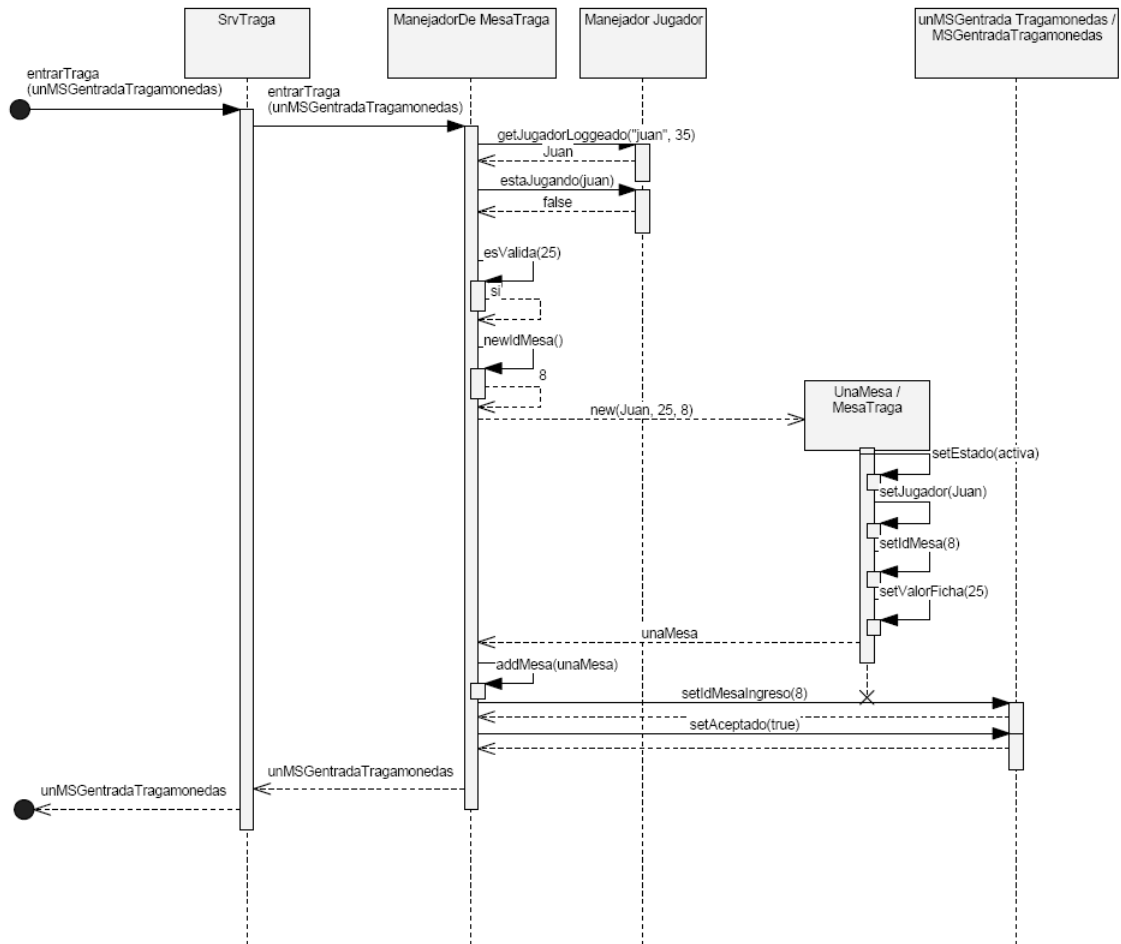 SrvTraga
ManejadorDe MesaTraga
Manejador Jugador
unMSGentrada Tragamonedas /
MSGentradaTragamonedas
entrarTraga
(unMSGentradaTragamonedas)
entrarTraga
(unMSGentradaTragamonedas)
getJugadorLoggeado("juan", 35)
Juan
estaJugando(juan)
false
esValida(25)
si
newIdMesa()
8
new(Juan, 25, 8)
UnaMesa /
MesaTraga
setEstado(activa)
setJugador(Juan)
setIdMesa(8)
setValorFicha(25)
unaMesa
addMesa(unaMesa)
setIdMesaIngreso(8)
setAceptado(true)
unMSGentradaTragamonedas
unMSGentradaTragamonedas